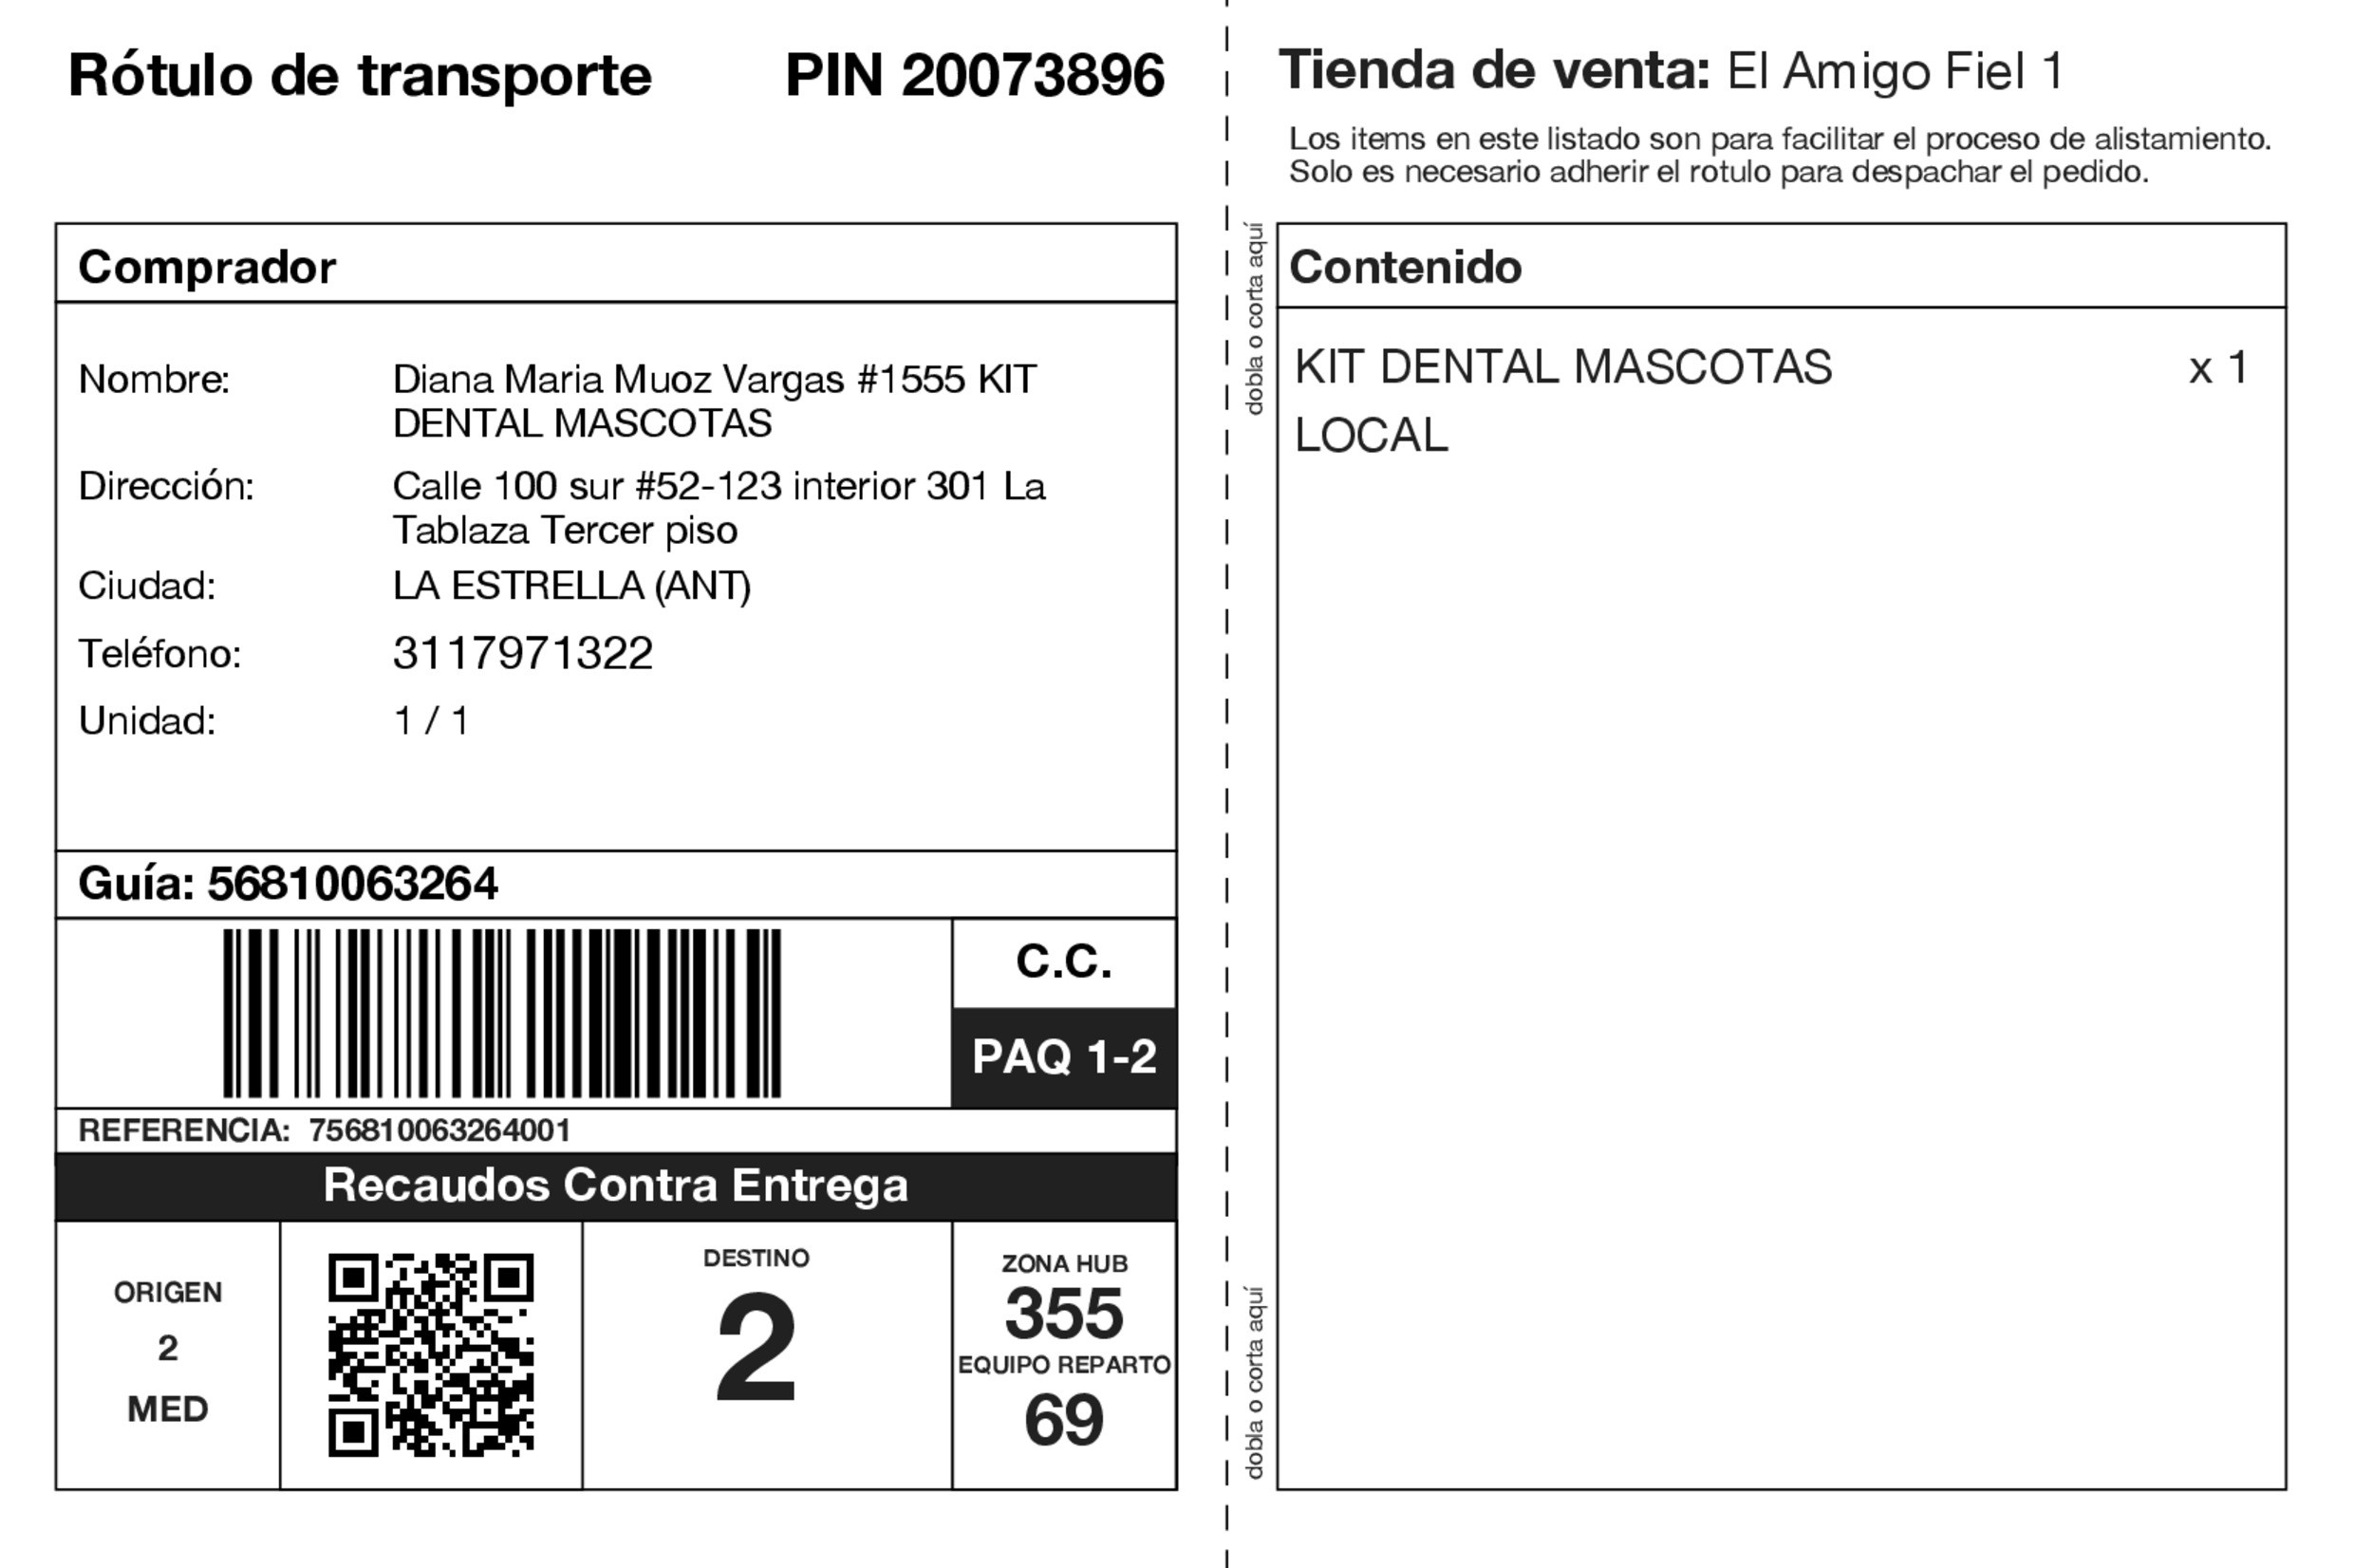 Rótulo de transporte PIN 20073896
Comprador
Nombre: Diana Maria Muoz Vargas #1555 KIT
DENTAL MASCOTAS
Dirección: Calle 100 sur #52-123 interior 301 La
Tablaza Tercer piso
Ciudad: LA ESTRELLA (ANT)
Teléfono: 3117971322
Unidad: 1 / 1
Guía: 56810063264
C.C.
PAQ 1-2
REFERENCIA: 756810063264001
Recaudos Contra Entrega
ORIGEN
2
MED
DESTINO
2
ZONA HUB
355
EQUIPO REPARTO
69
dobla o corta aquí
dobla o corta aquí
Tienda de venta: El Amigo Fiel 1
Los items en este listado son para facilitar el proceso de alistamiento.
Solo es necesario adherir el rotulo para despachar el pedido.
Contenido
KIT DENTAL MASCOTAS x 1
LOCAL